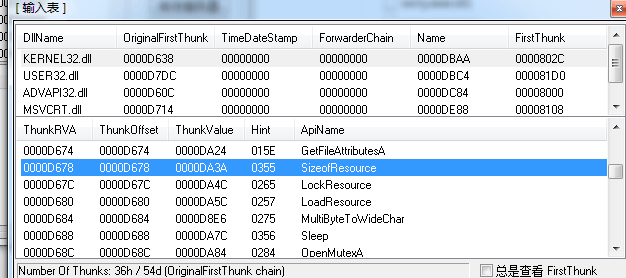 [ 输入表 ]
DllName OriginalFirstThunk TimeDateStamp ForwarderChain Name FirstThunk
KERNEL32.dll 0000D638 00000000 00000000 0000DBAA 0000802C
USER32.dll 0000D7DC 00000000 00000000 0000DBC4 000081D0
ADVAPI32.dll 0000D60C 00000000 00000000 0000DC84 00008000
MSVCRT.dll 0000D714 00000000 00000000 0000DE88 00008108
ThunkRVA ThunkOffset ThunkValue Hint ApiName
0000D674 0000D674 0000DA24 015E GetFileAttributesA
0000D678 0000D678 0000DA3A 0355 SizeofResource
0000D67C 0000D67C 0000DA4C 0265 LockResource
0000D680 0000D680 0000DA5C 0257 LoadResource
0000D684 0000D684 0000D8E6 0275 MultiByteToWideChar
0000D688 0000D688 0000DA7C 0356 Sleep
0000D68C 0000D68C 0000DA84 0284 OpenMutexA
Number Of Thunks: 36h / 54d (OriginalFirstThunk chain) 总是查看 FirstThunk